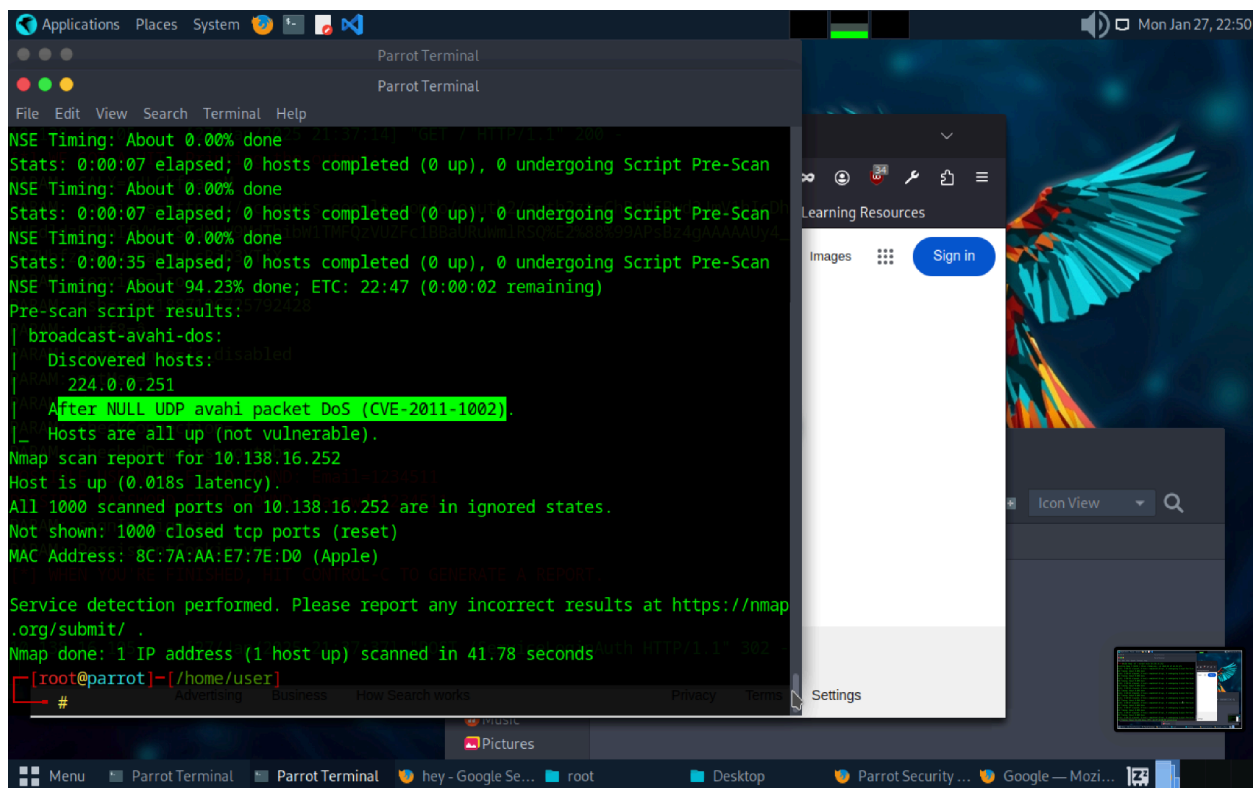 Applications Places System Mon Jan 27, 22:50
Parrot Terminal
Parrot Terminal
File Edit View Search Terminal Help
NSE Timing: About 0.00% done
Stats: 0:00:07 elapsed; 0 hosts completed (0 up), 0 undergoing Script Pre-Scan
NSE Timing: About 0.00% done
Stats: 0:00:07 elapsed; 0 hosts completed (0 up), 0 undergoing Script Pre-Scan
NSE Timing: About 0.00% done
Stats: 0:00:35 elapsed; 0 hosts completed (0 up), 0 undergoing Script Pre-Scan
NSE Timing: About 94.23% done; ETC: 22:47 (0:00:02 remaining)
Pre-scan script results:
| broadcast-avahi-dos:
|   Discovered hosts:
|     224.0.0.251
|   After NULL UDP avahi packet DoS (CVE-2011-1002).
|_  Hosts are all up (not vulnerable).
Nmap scan report for 10.138.16.252
Host is up (0.018s latency).
All 1000 scanned ports on 10.138.16.252 are in ignored states.
Not shown: 1000 closed tcp ports (reset)
MAC Address: 8C:7A:AA:E7:7E:D0 (Apple)
Service detection performed. Please report any incorrect results at https://nmap
.org/submit/ .
Nmap done: 1 IP address (1 host up) scanned in 41.78 seconds
[root@parrot]-[/home/user]
#
Advertising Business How Search works Privacy Terms Settings
34
Learning Resources
Images Sign in
Icon View
Music
Pictures
Menu Parrot Terminal Parrot Terminal hey - Google Se... root Desktop Parrot Security ... Google — Mozi...